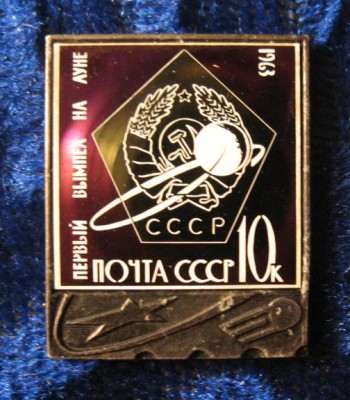 ПЕРВЫЙ ВЫМПЕЛ НА ЛУНЕ
1963
СССР
ПОЧТА СССР 10К